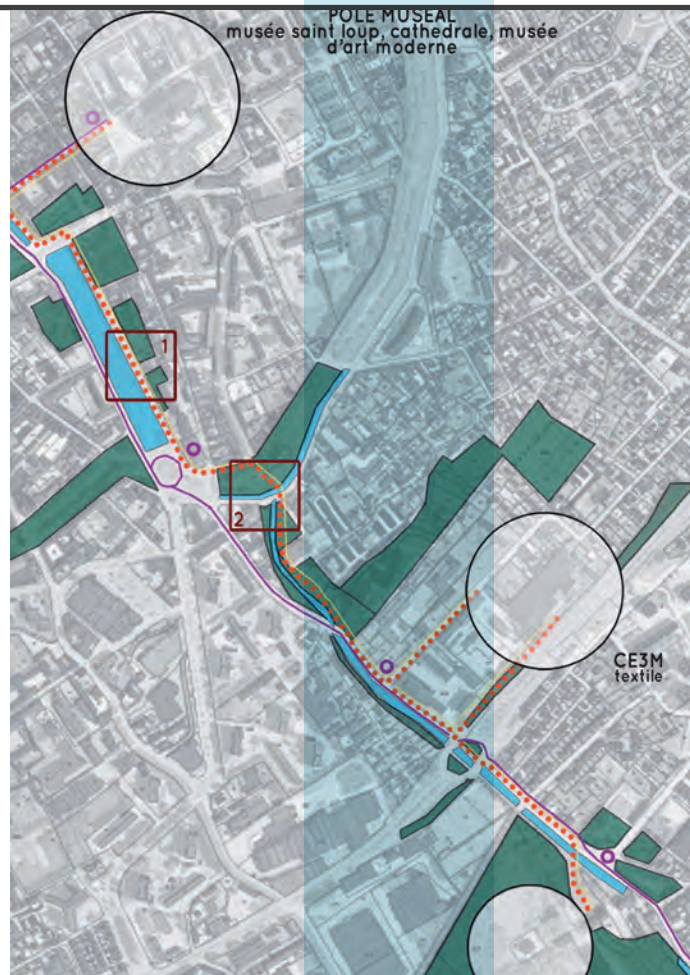 POLE MUSEAL
musée saint loup, cathedrale, musée
d'art moderne
1
2
CE3M
textile